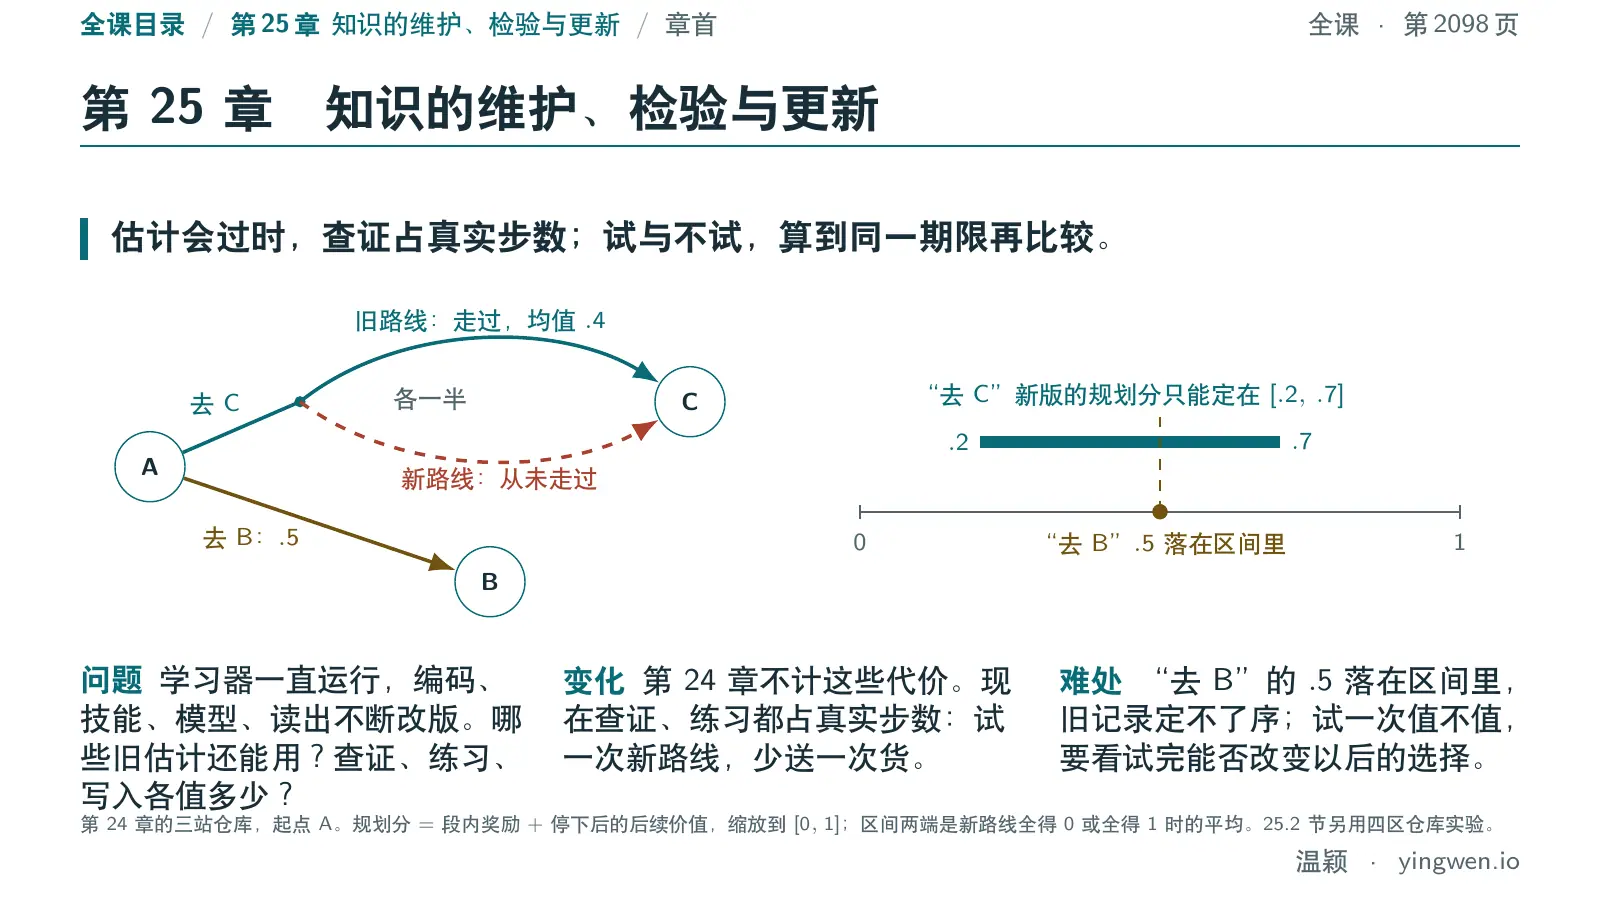 全课目录 / 第 25 章 知识的维护、检验与更新 / 章首
全课 · 第 2098 页
第 25 章 知识的维护、检验与更新
估计会过时，查证占真实步数；试与不试，算到同一期限再比较。
旧路线：走过，均值 .4
去 C
各一半
C
A
新路线：从未走过
去 B：.5
B
“去 C” 新版的规划分只能定在 [.2, .7]
.2
.7
0
“去 B” .5 落在区间里
1
问题 学习器一直运行，编码、
技能、模型、读出不断改版。哪
些旧估计还能用？查证、练习、
写入各值多少？
变化 第 24 章不计这些代价。现
在查证、练习都占真实步数：试
一次新路线，少送一次货。
难处 “去 B” 的 .5 落在区间里，
旧记录定不了序；试一次值不值，
要看试完能否改变以后的选择。
第 24 章的三站仓库，起点 A。规划分 = 段内奖励 + 停下后的后续价值，缩放到 [0, 1]；区间两端是新路线全得 0 或全得 1 时的平均。25.2 节另用四区仓库实验。
温颖 · yingwen.io